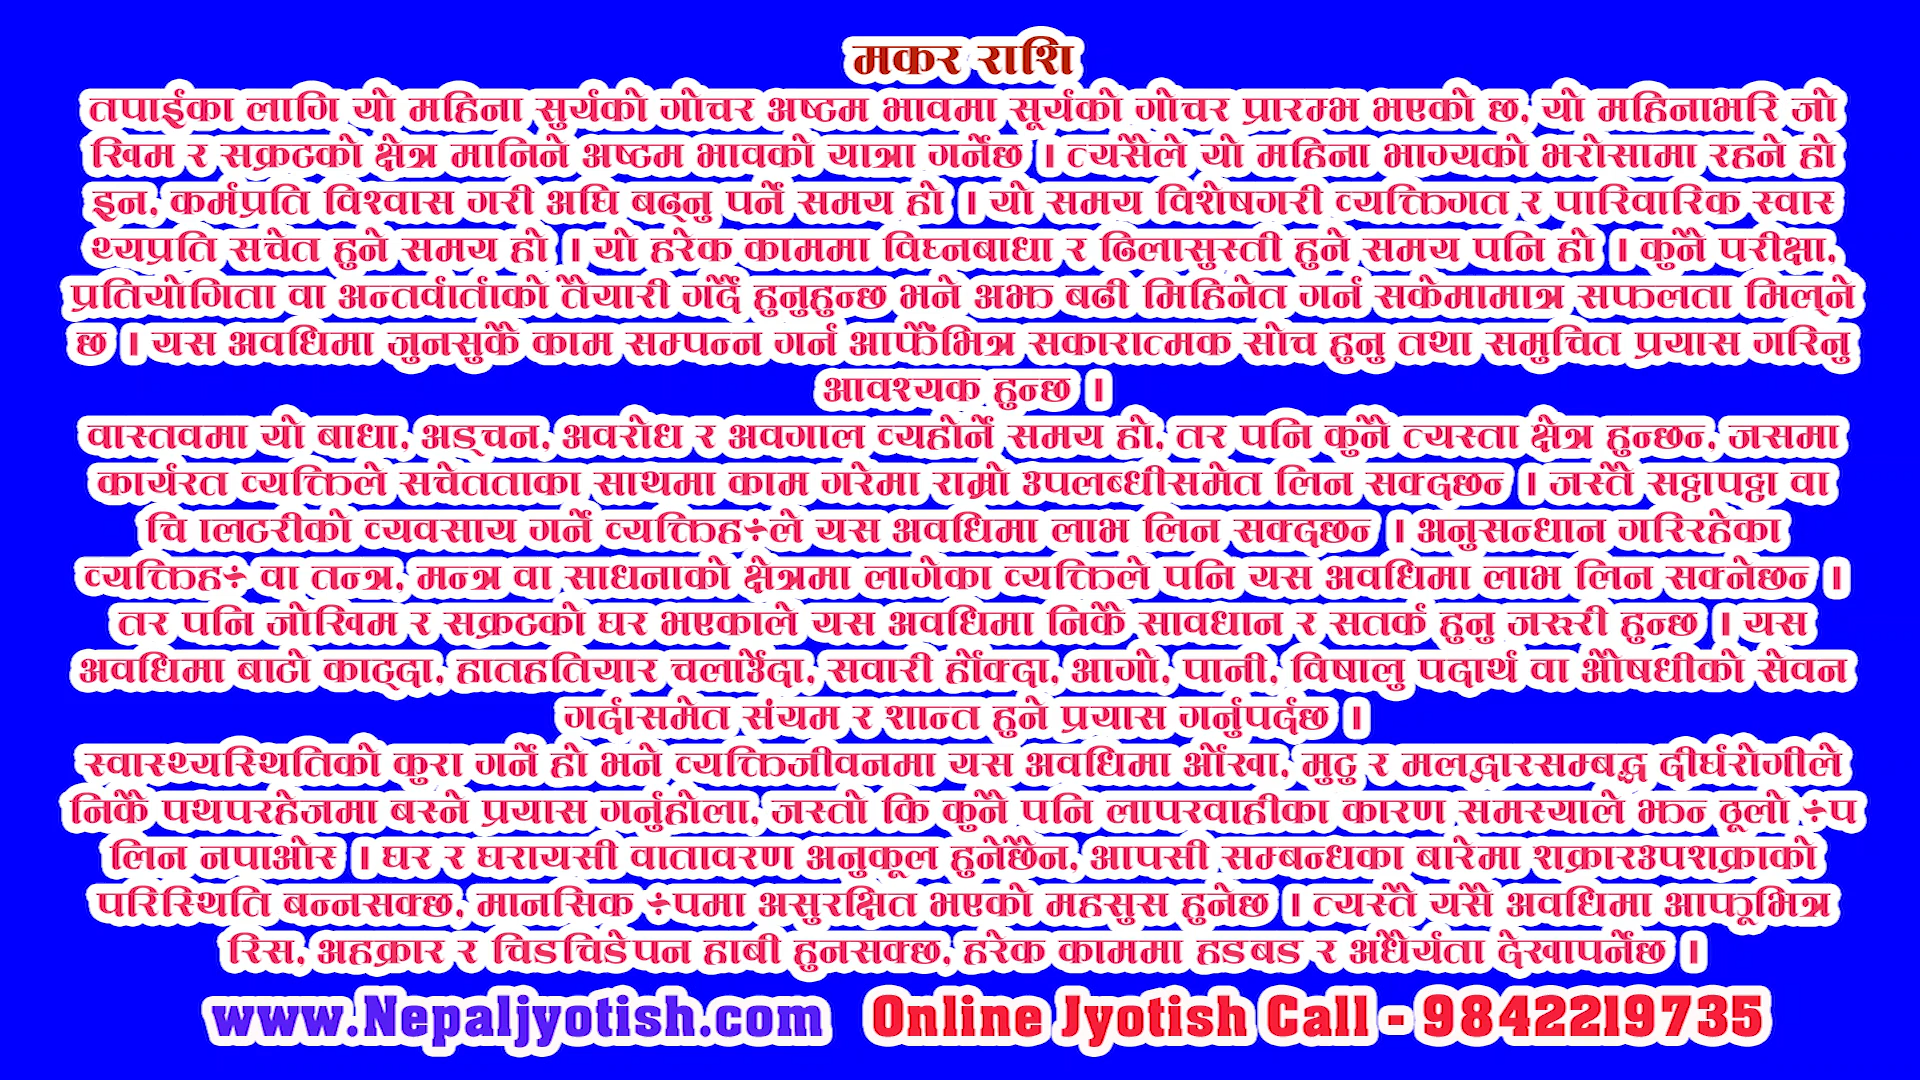 मकर राशि
तपाईका लागि यो महिना सुर्यको गोचर अष्टम भावमा सूर्यको गोचर प्रारम्भ भएको छ, यो महिनाभरि जो
खिम र सक्रटको क्षेत्र मानिने अष्टम भावको यात्रा गर्नेछ । त्यसैले यो महिना भाग्यको भरोसामा रहने हो
इन, कर्मप्रति विश्वास गरी अघि बढ्नु पर्ने समय हो । यो समय विशेषगरी व्यक्तिगत र पारिवारिक स्वास
थ्यप्रति सचेत हुने समय हो । यो हरेक काममा विघ्नबाधा र ढिलासुस्ती हुने समय पनि हो । कुनै परीक्षा,
प्रतियोगिता वा अन्तर्वार्ताको तैयारी गर्दै हुनुहुन्छ भने अझ बढी मिहिनेत गर्न सकेमामात्र सफलता मिल्ने
छ । यस अवधिमा जुनसुकै काम सम्पन्न गर्न आफैंभित्र सकारात्मक सोच हुनु तथा समुचित प्रयास गरिनु
आवश्यक हुन्छ ।
वास्तवमा यो बाधा, अड्चन, अवरोध र अवगाल व्यहोर्ने समय हो, तर पनि कुनै त्यस्ता क्षेत्र हुन्छन्, जसमा
कार्यरत व्यक्तिले सचेतताका साथमा काम गरेमा राम्रो उपलब्धीसमेत लिन सक्दछन् । जस्तै सट्टापट्टा वा
चि ालटरीको व्यवसाय गर्ने व्यक्तिह÷ले यस अवधिमा लाभ लिन सक्दछन् । अनुसन्धान गरिरहेका
व्यक्तिह÷ वा तन्त्र, मन्त्र वा साधनाको क्षेत्रमा लागेका व्यक्तिले पनि यस अवधिमा लाभ लिन सक्नेछन् ।
तर पनि जोखिम र सक्रटको घर भएकाले यस अवधिमा निकै सावधान र सतर्क हुनु जरुरी हुन्छ । यस
अवधिमा बाटो काट्दा, हातहतियार चलाउँदा, सवारी हाँक्दा, आगो, पानी, विषालु पदार्थ वा औषधीको सेवन
गर्दासमेत संयम र शान्त हुने प्रयास गर्नुपर्दछ ।
स्वास्थ्यस्थितिको कुरा गर्ने हो भने व्यक्तिजीवनमा यस अवधिमा आँखा, मुटु र मलद्वारसम्बद्ध दीर्घरोगीले
निकै पथपरहेजमा बस्ने प्रयास गर्नुहोला, जस्तो कि कुनै पनि लापरवाहीका कारण समस्याले झन् ठूलो ÷प
लिन नपाओस् । घर र घरायसी वातावरण अनुकूल हुनेछैन, आपसी सम्बन्धका बारेमा शक्रारउपशक्राको
परिस्थिति बन्नसक्छ, मानसिक ÷पमा असुरक्षित भएको महसुस हुनेछ । त्यस्तै यसै अवधिमा आफूभित्र
रिस, अहक्रार र चिडचिडेपन हाबी हुनसक्छ, हरेक काममा हडबड र अधैर्यता देखापर्नेछ ।
www.Nepaljyotish.com Online Jyotish Call - 9842219735